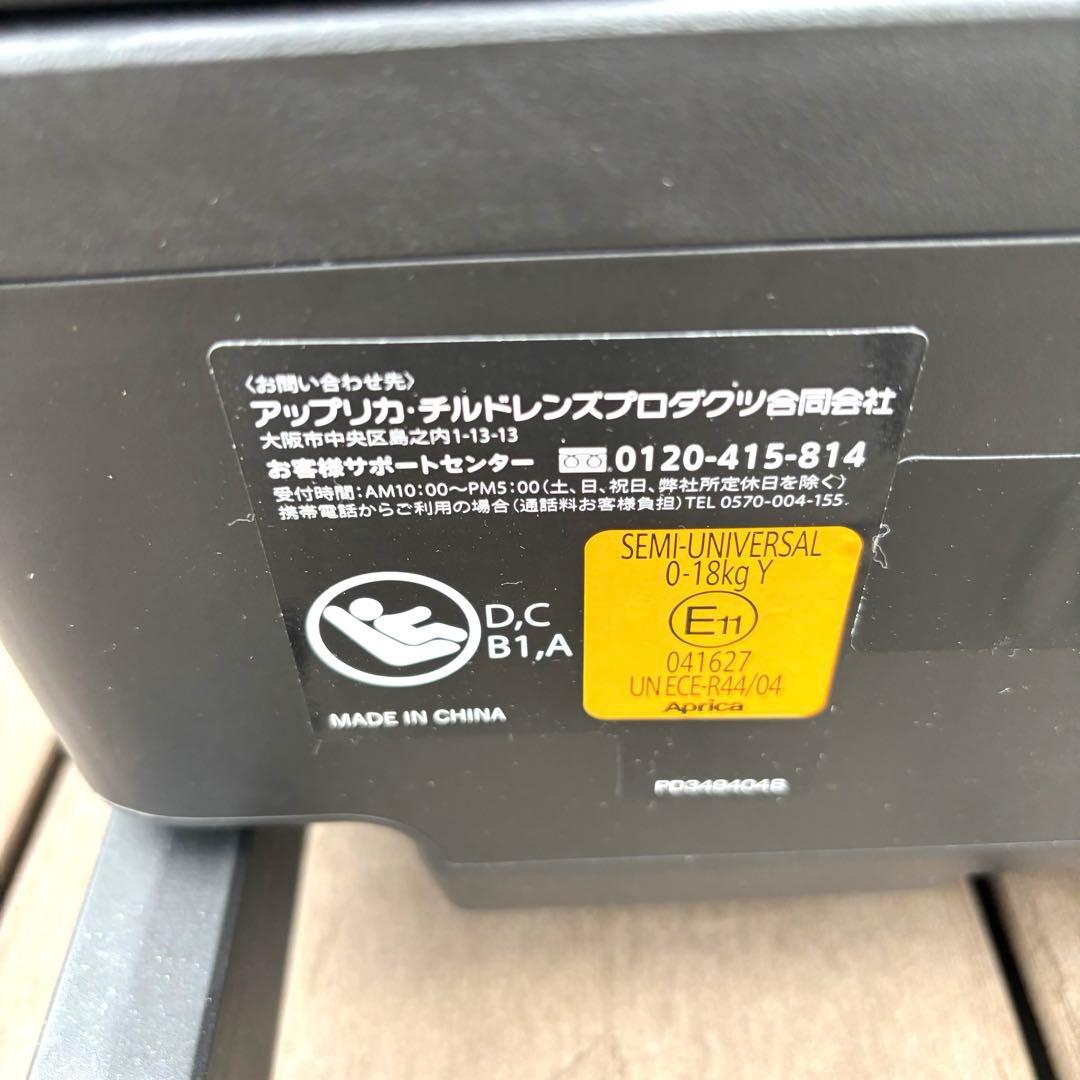 〈お問い合わせ先〉
アップリカ・チルドレンズプロダクツ合同会社
大阪市中央区島之内1-13-13
お客様サポートセンター 0120-415-814
受付時間:AM10:00〜PM5:00(土、日、祝日、弊社所定休日を除く)
携帯電話からご利用の場合(通話料お客様負担)TEL 0570-004-155
SEMI-UNIVERSAL
0-18kg Y
E11
041627
UN ECE-R44/04
Aprica
D,C
B1,A
MADE IN CHINA
PD349404B